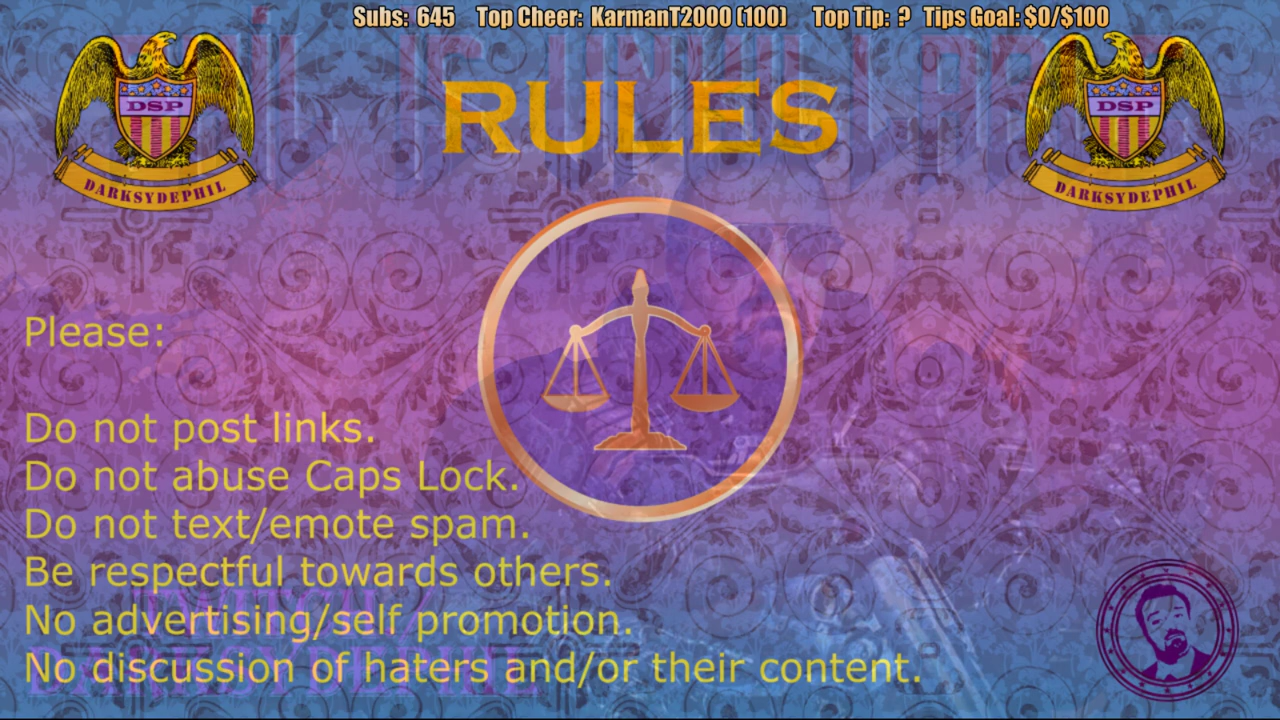 Subs: 645 Top Cheer: KarmanT2000 (100) Top Tip: ? Tips Goal: $0/$100
RULES
DSP
DARKSYDEPHIL
DSP
DARKSYDEPHIL
Please:
Do not post links.
Do not abuse Caps Lock.
Do not text/emote spam.
Be respectful towards others.
No advertising/self promotion.
No discussion of haters and/or their content.
DARKSYDEPHIL